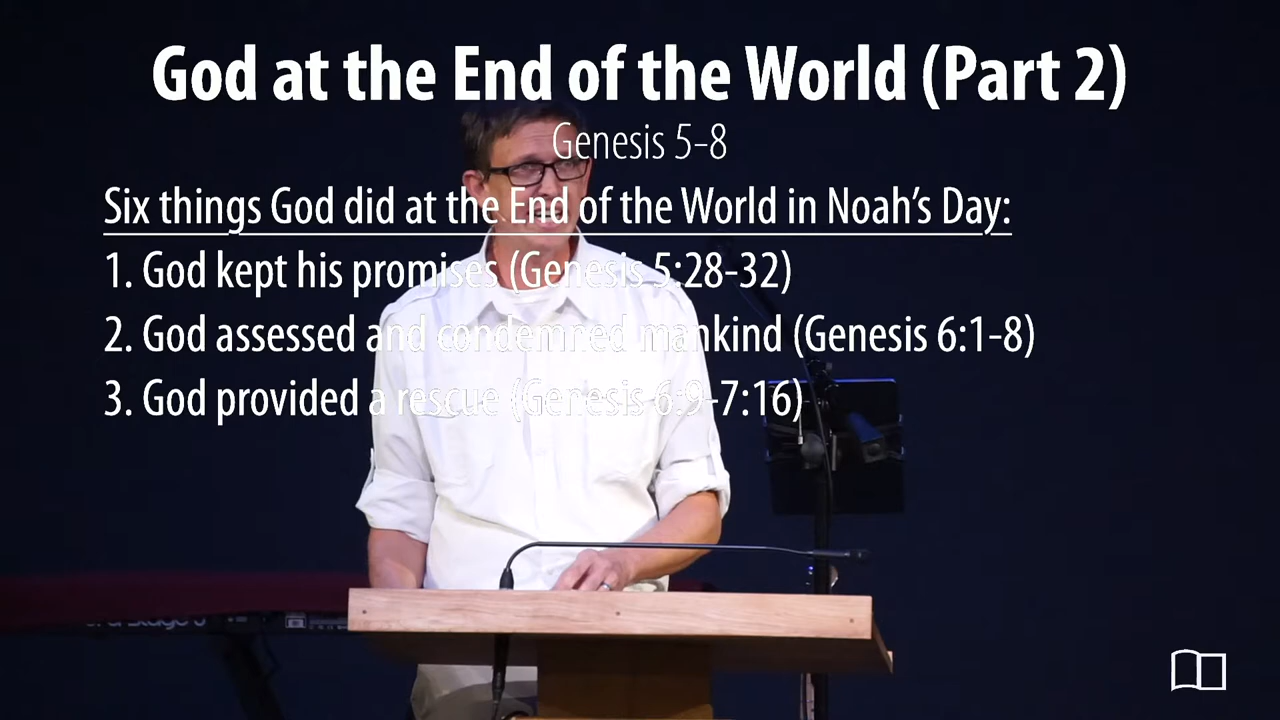 God at the End of the World (Part 2)
Genesis 5-8
Six things God did at the End of the World in Noah's Day:
1. God kept his promises (Genesis 5:28-32)
2. God assessed and condemned mankind (Genesis 6:1-8)
3. God provided a rescue (Genesis 6:9-7:16)